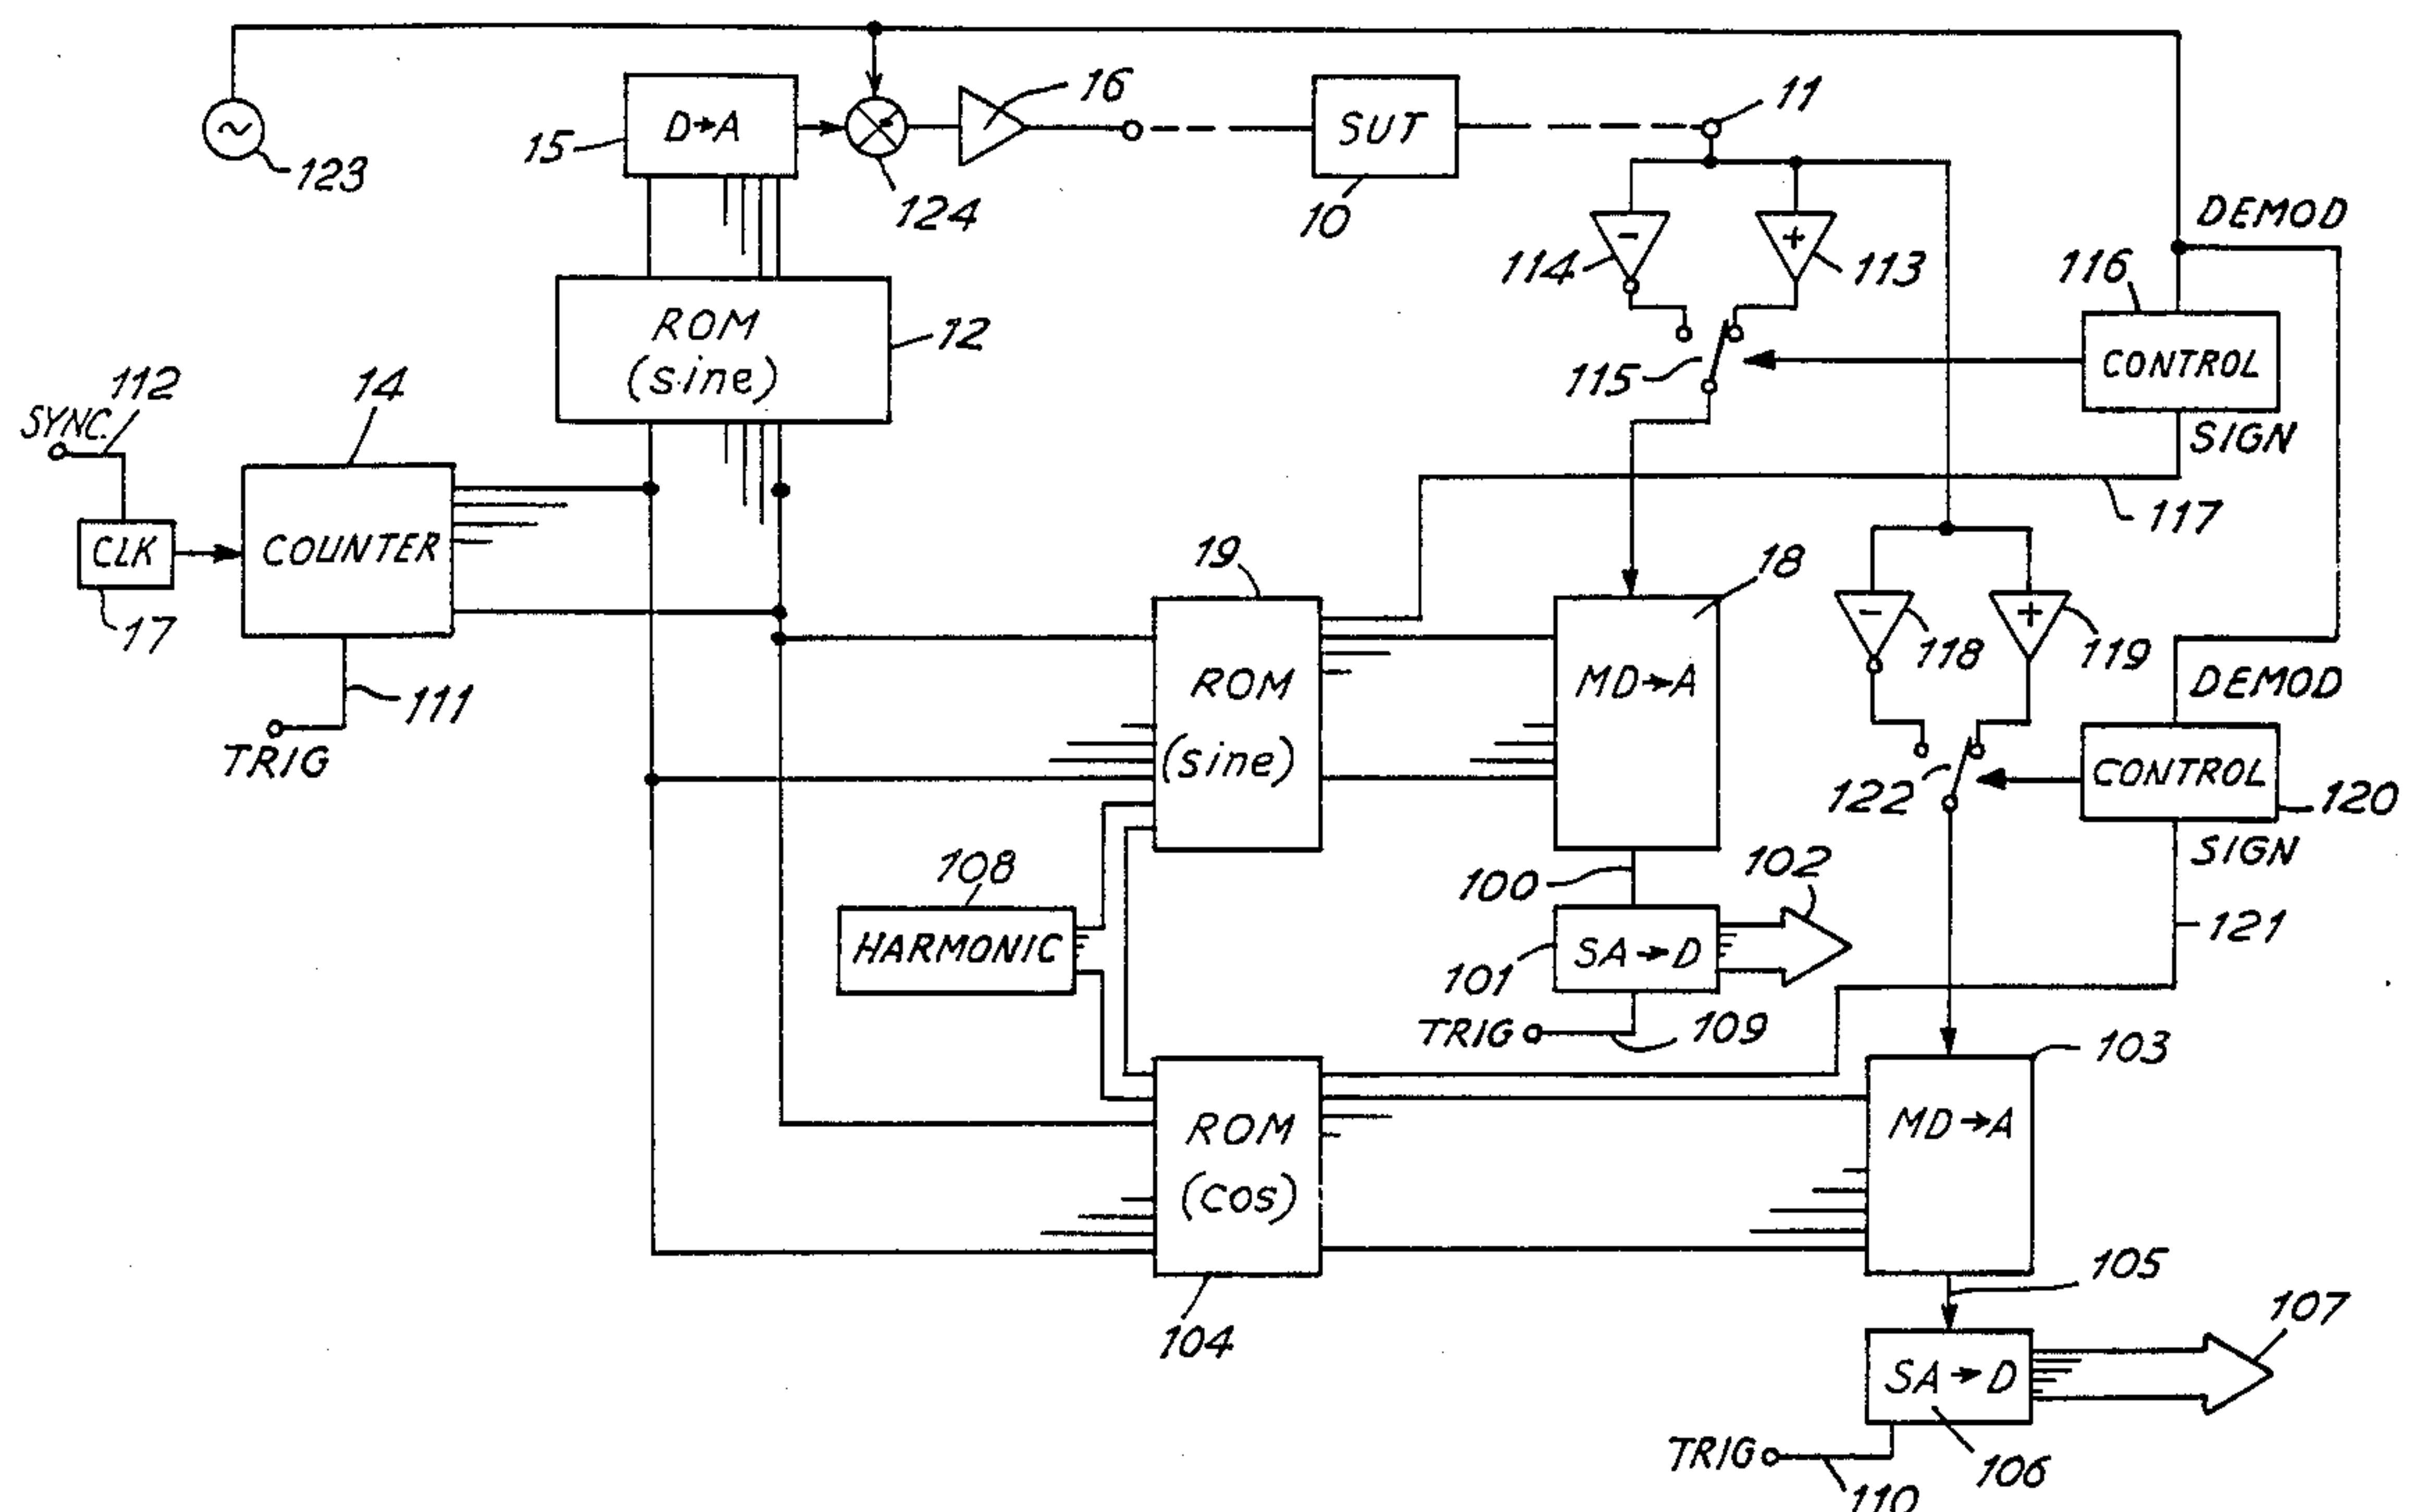 D→A
16
SUT
11
15
123
124
10
DEMOD
114
113
116
ROM
(sine)
12
CONTROL
112
SYNC.
14
115
SIGN
117
CLK
COUNTER
17
19
18
118
119
111
TRIG
ROM
(sine)
MD→A
DEMOD
122
CONTROL
120
108
100
102
SIGN
HARMONIC
101
SA→D
121
TRIG
109
103
ROM
(cos)
MD→A
104
105
107
SA→D
TRIG
106
110